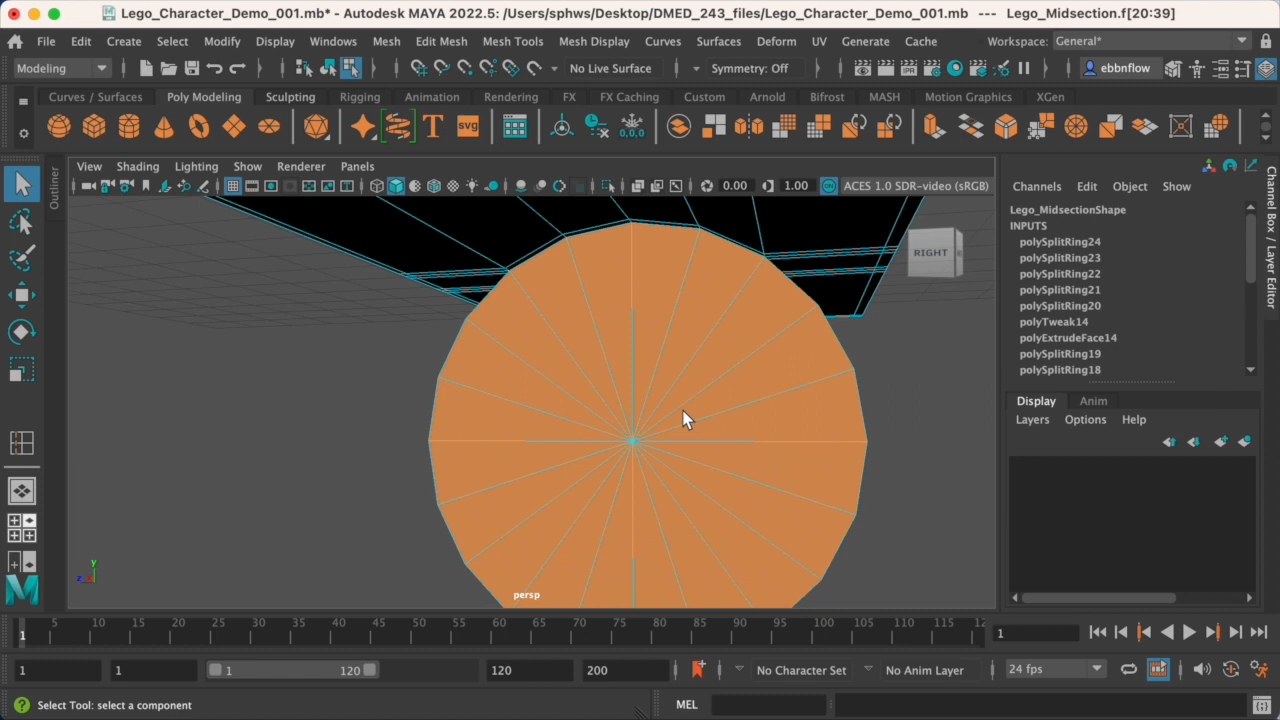 Lego_Character_Demo_001.mb* - Autodesk MAYA 2022.5: /Users/sphws/Desktop/DMED_243_files/Lego_Character_Demo_001.mb --- Lego_Midsection.f[20:39]
File Edit Create Select Modify Display Windows Mesh Edit Mesh Mesh Tools Mesh Display Curves Surfaces Deform UV Generate Cache Workspace: General*
Modeling No Live Surface Symmetry: Off ebbnflow
Curves / Surfaces Poly Modeling Sculpting Rigging Animation Rendering FX FX Caching Custom Arnold Bifrost MASH Motion Graphics XGen
T svg 0,0,0
View Shading Lighting Show Renderer Panels
0.00 1.00 ACES 1.0 SDR-video (sRGB)
Outliner
RIGHT
y
z
persp
Channels Edit Object Show
Lego_MidsectionShape
INPUTS
polySplitRing24
polySplitRing23
polySplitRing22
polySplitRing21
polySplitRing20
polyTweak14
polyExtrudeFace14
polySplitRing19
polySplitRing18
Display Anim
Layers Options Help
Channel Box / Layer Editor
M
1 5 10 15 20 25 30 35 40 45 50 55 60 65 70 75 80 85 90 95 100 105 110 115 12
1
1 1 1 120 120 200 No Character Set No Anim Layer 24 fps
Select Tool: select a component MEL